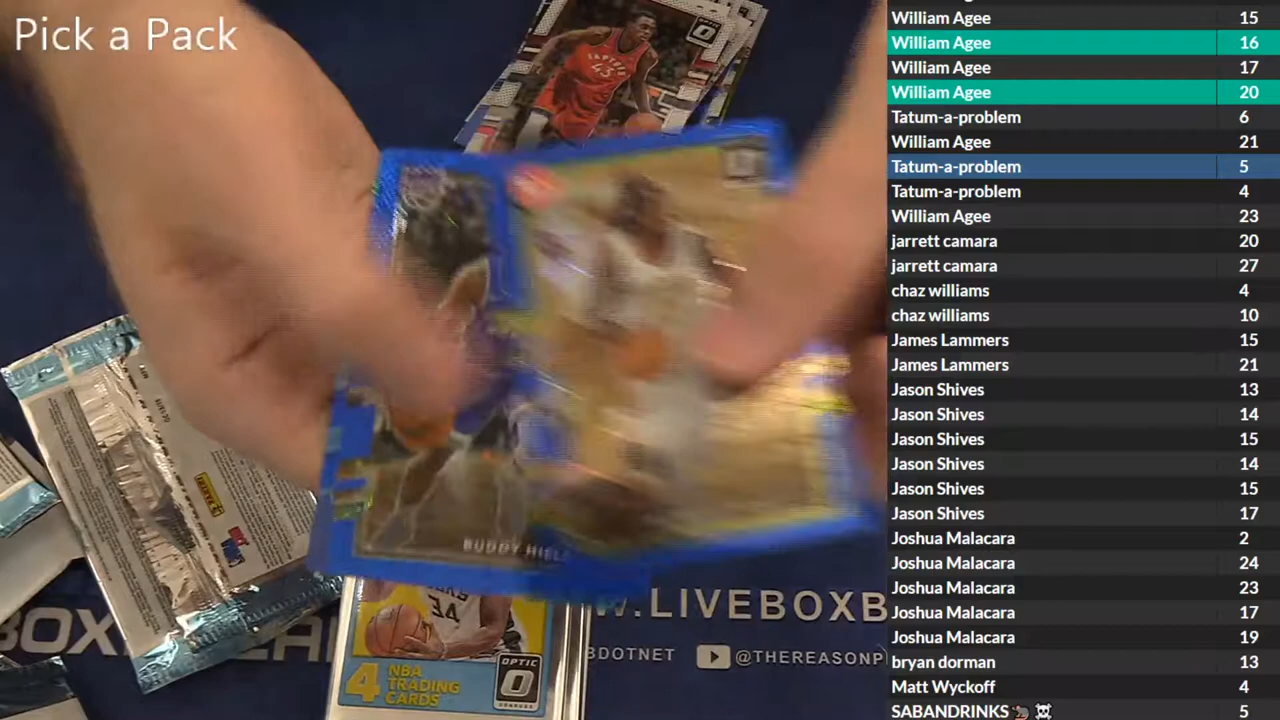 Pick a Pack
William Agee 15
William Agee 16
William Agee 17
William Agee 20
Tatum-a-problem 6
William Agee 21
Tatum-a-problem 5
Tatum-a-problem 4
William Agee 23
jarrett camara 20
jarrett camara 27
chaz williams 4
chaz williams 10
James Lammers 15
James Lammers 21
Jason Shives 13
Jason Shives 14
Jason Shives 15
Jason Shives 14
Jason Shives 15
Jason Shives 17
Joshua Malacara 2
Joshua Malacara 24
Joshua Malacara 23
Joshua Malacara 17
Joshua Malacara 19
bryan dorman 13
Matt Wyckoff 4
SABANDRINKS 5
43
BUDDY HIEL
34
4 NBA
TRADING
CARDS
OPTIC
W.LIVEBOXB
BDOTNET
@THEREASONP